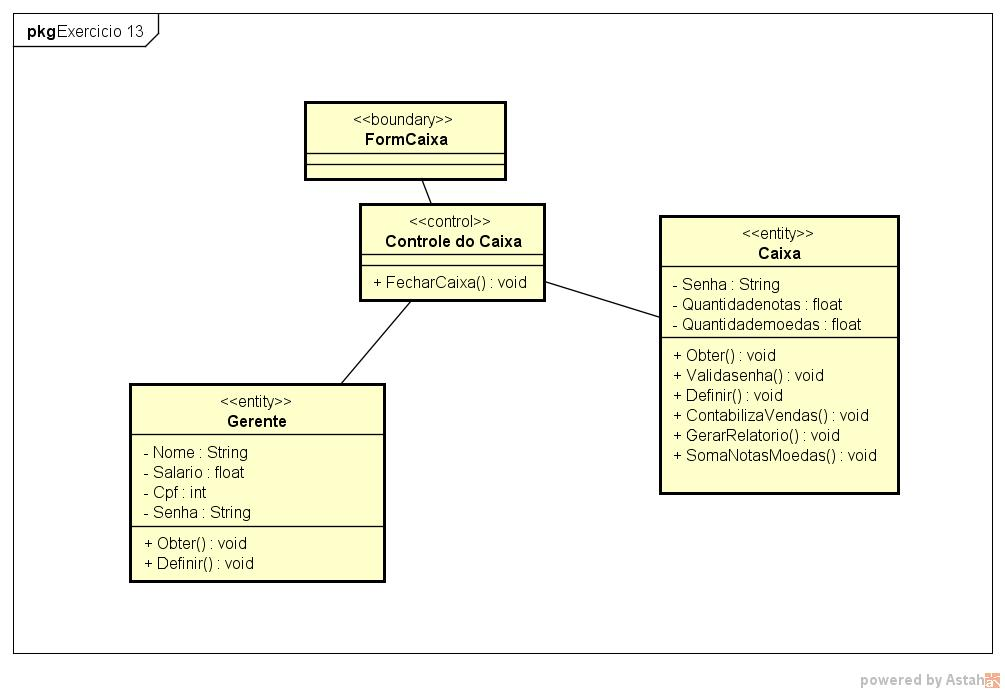 pkgExercicio 13
<<boundary>>
FormCaixa
<<control>>
Controle do Caixa
+ FecharCaixa() : void
<<entity>>
Caixa
- Senha : String
- Quantidadenotas : float
- Quantidademoedas : float
+ Obter() : void
+ Validasenha() : void
+ Definir() : void
+ ContabilizaVendas() : void
+ GerarRelatorio() : void
+ SomaNotasMoedas() : void
<<entity>>
Gerente
- Nome : String
- Salario : float
- Cpf : int
- Senha : String
+ Obter() : void
+ Definir() : void
powered by Astah